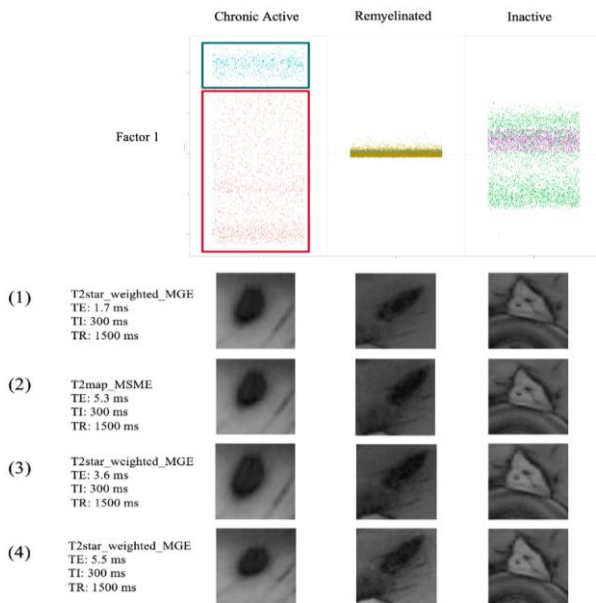 Chronic Active Remyelinated Inactive
Factor 1
(1)
T2star_weighted_MGE
TE: 1.7 ms
TI: 300 ms
TR: 1500 ms
(2)
T2map_MSME
TE: 5.3 ms
TI: 300 ms
TR: 1500 ms
(3)
T2star_weighted_MGE
TE: 3.6 ms
TI: 300 ms
TR: 1500 ms
(4)
T2star_weighted_MGE
TE: 5.5 ms
TI: 300 ms
TR: 1500 ms